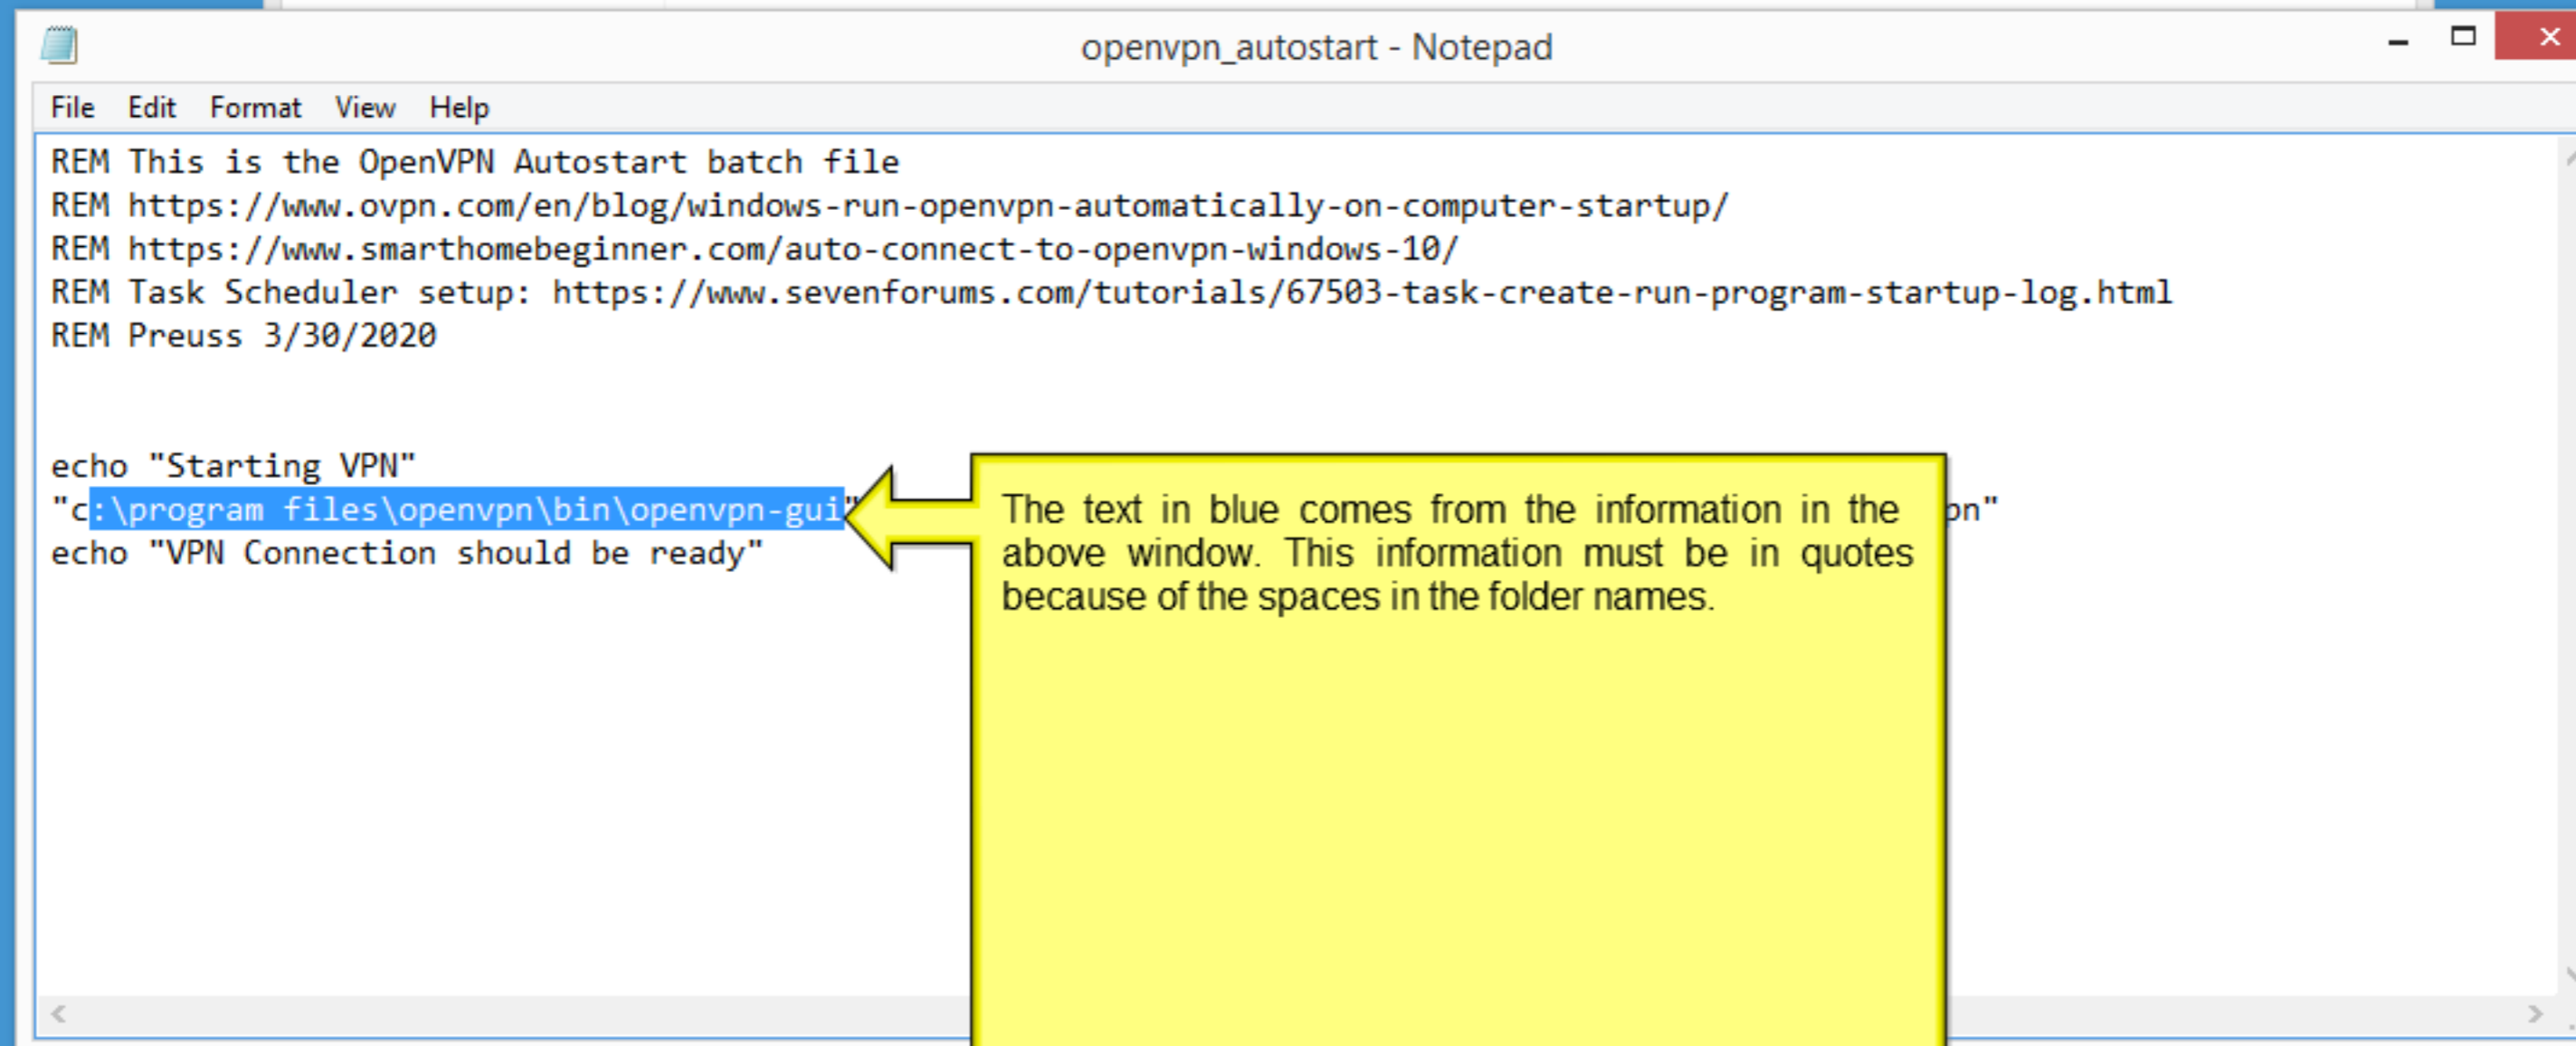 openvpn_autostart - Notepad
File Edit Format View Help
REM This is the OpenVPN Autostart batch file
REM https://www.ovpn.com/en/blog/windows-run-openvpn-automatically-on-computer-startup/
REM https://www.smarthomebeginner.com/auto-connect-to-openvpn-windows-10/
REM Task Scheduler setup: https://www.sevenforums.com/tutorials/67503-task-create-run-program-startup-log.html
REM Preuss 3/30/2020
echo "Starting VPN"
"c:\program files\openvpn\bin\openvpn-gui" pn"
echo "VPN Connection should be ready"
The text in blue comes from the information in the
above window. This information must be in quotes
because of the spaces in the folder names.